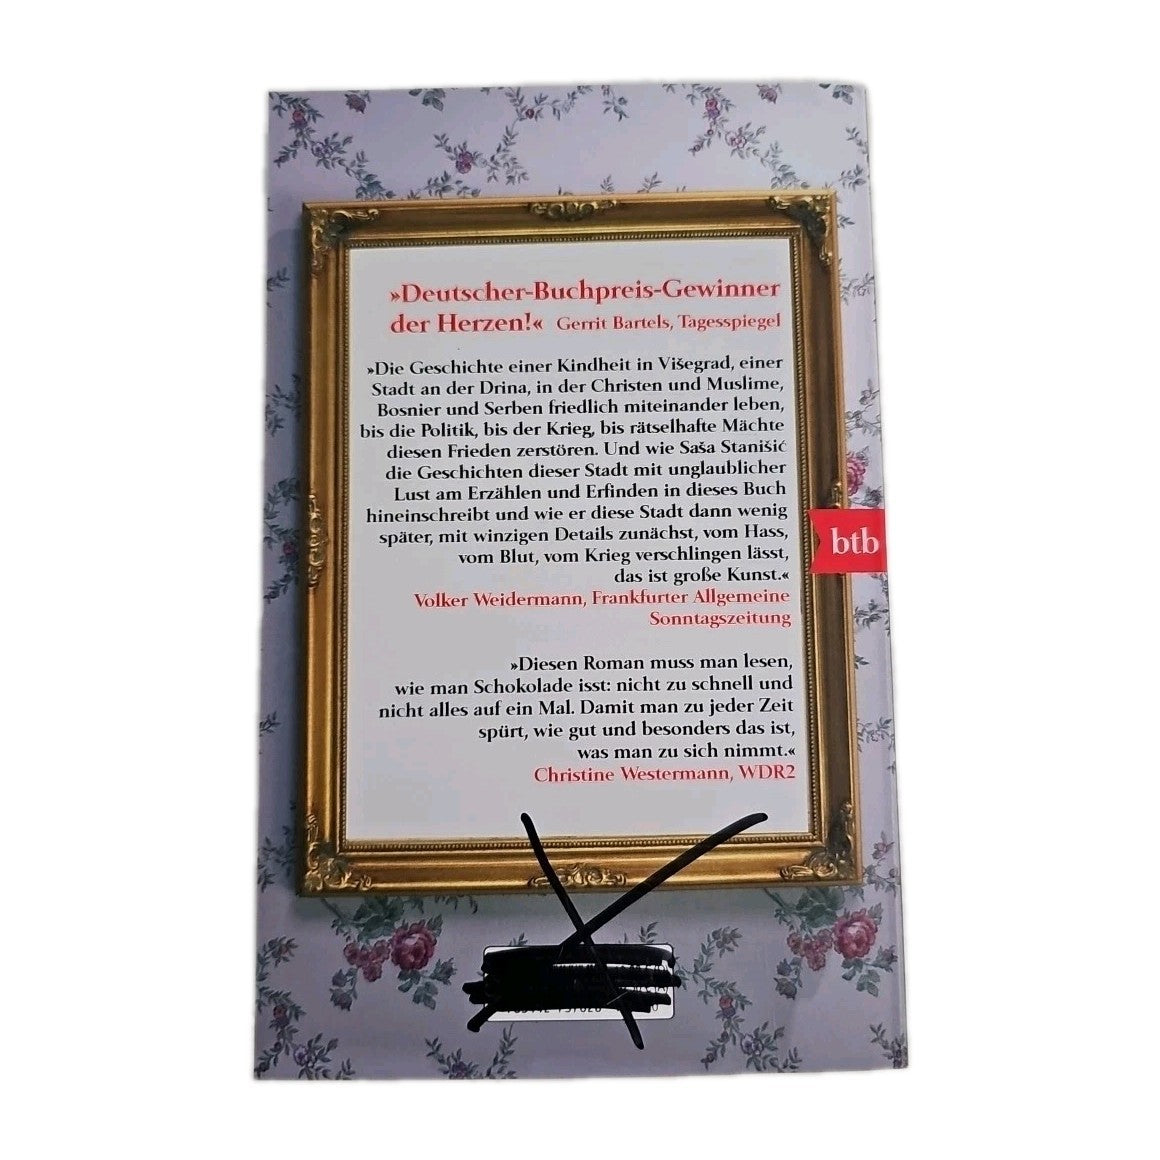 »Deutscher-Buchpreis-Gewinner
der Herzen!« Gerrit Bartels, Tagesspiegel
»Die Geschichte einer Kindheit in Višegrad, einer
Stadt an der Drina, in der Christen und Muslime,
Bosnier und Serben friedlich miteinander leben,
bis die Politik, bis der Krieg, bis rätselhafte Mächte
diesen Frieden zerstören. Und wie Saša Stanišić
die Geschichten dieser Stadt mit unglaublicher
Lust am Erzählen und Erfinden in dieses Buch
hineinschreibt und wie er diese Stadt dann wenig
später, mit winzigen Details zunächst, vom Hass,
vom Blut, vom Krieg verschlingen lässt,
das ist große Kunst.«
Volker Weidermann, Frankfurter Allgemeine
Sonntagszeitung
btb
»Diesen Roman muss man lesen,
wie man Schokolade isst: nicht zu schnell und
nicht alles auf ein Mal. Damit man zu jeder Zeit
spürt, wie gut und besonders das ist,
was man zu sich nimmt.«
Christine Westermann, WDR2